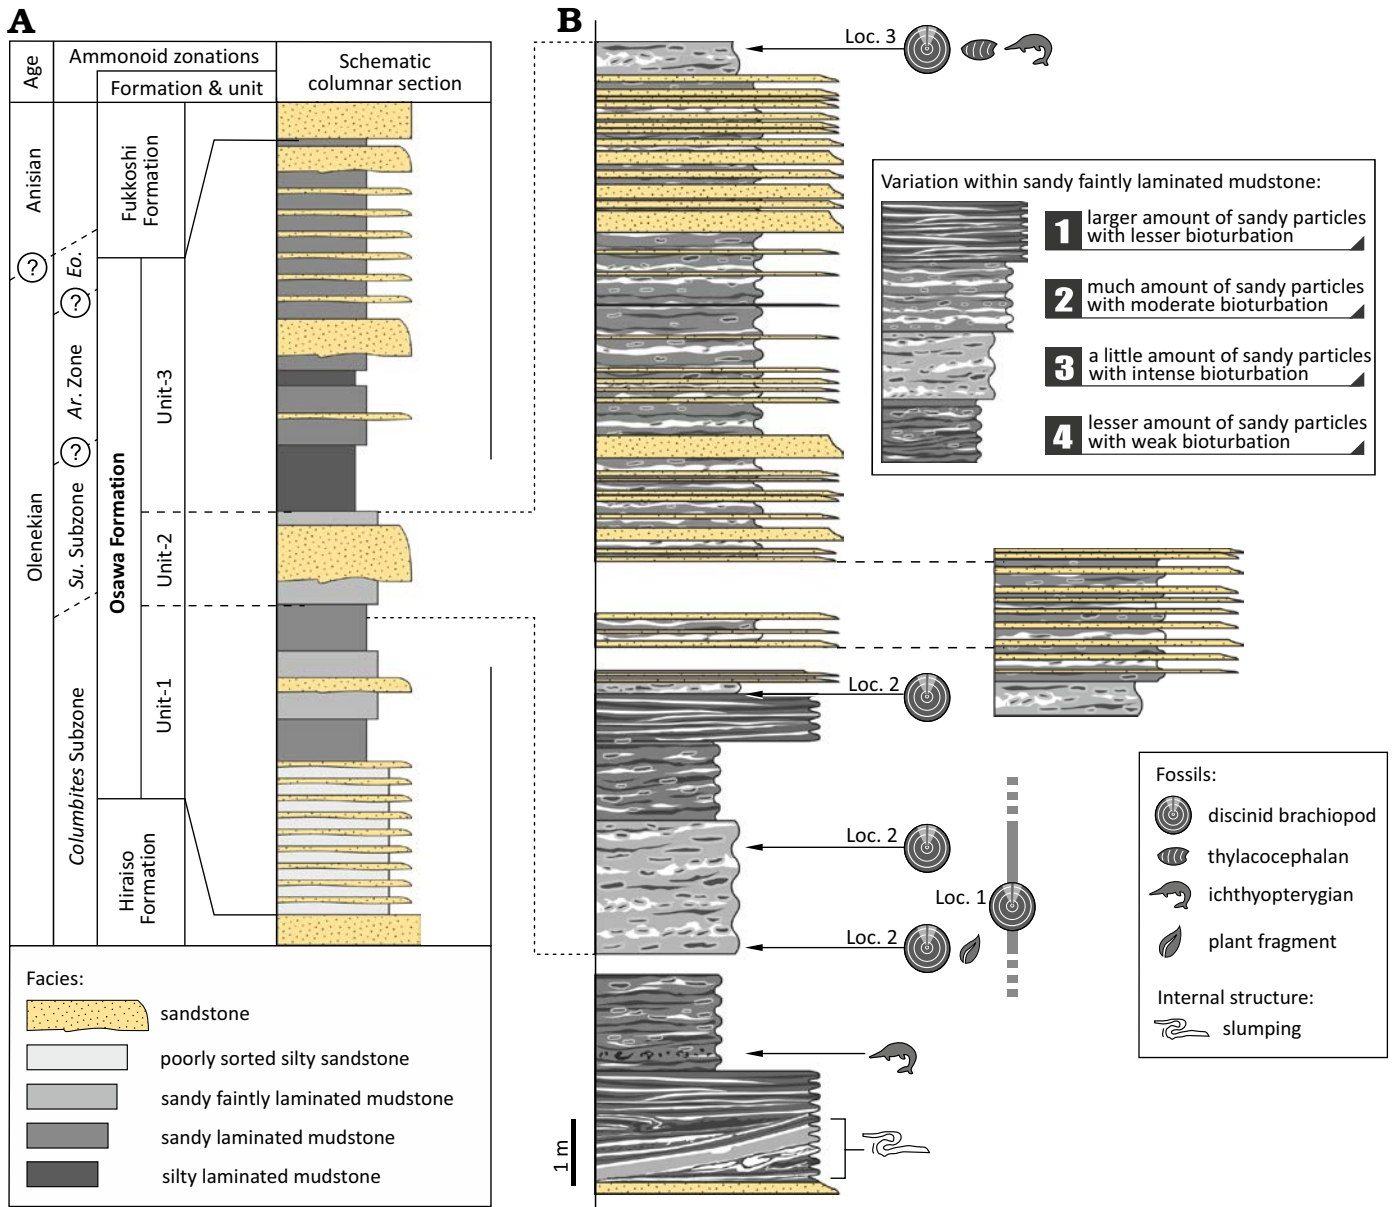 A
Age
Ammonoid zonations
Formation & unit
Schematic
columnar section
Anisian
Olenekian
?
Eo.
?
Ar. Zone
?
Su. Subzone
Columbites Subzone
Fukkoshi
Formation
Osawa Formation
Hiraiso
Formation
Unit-3
Unit-2
Unit-1
Facies:
sandstone
poorly sorted silty sandstone
sandy faintly laminated mudstone
sandy laminated mudstone
silty laminated mudstone
B
Loc. 3
Loc. 2
Loc. 2
Loc. 1
Loc. 2
1 m
Variation within sandy faintly laminated mudstone:
1 larger amount of sandy particles
with lesser bioturbation
2 much amount of sandy particles
with moderate bioturbation
3 a little amount of sandy particles
with intense bioturbation
4 lesser amount of sandy particles
with weak bioturbation
Fossils:
discinid brachiopod
thylacocephalan
ichthyopterygian
plant fragment
Internal structure:
slumping